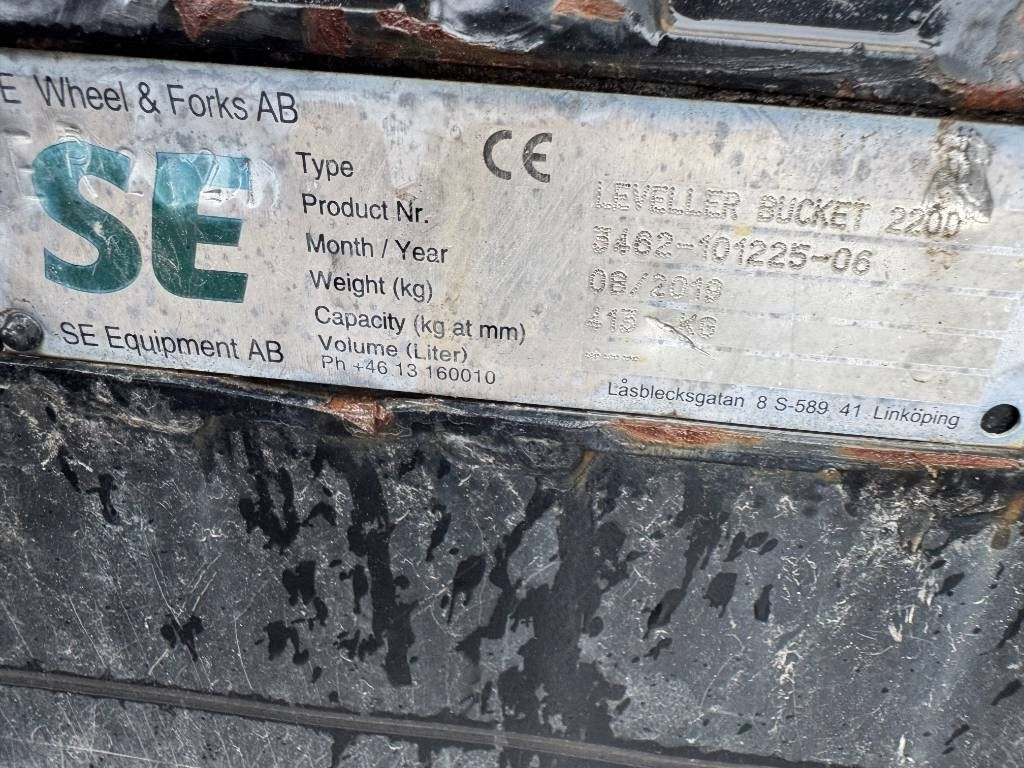 E Wheel & Forks AB
CE
SE
Type LEVELLER BUCKET 2200
Product Nr. 3462-101225-06
Month / Year 08/2019
Weight (kg) 413 KG
Capacity (kg at mm)
Volume (Liter)
SE Equipment AB
Ph +46 13 160010
Låsblecksgatan 8 S-589 41 Linköping